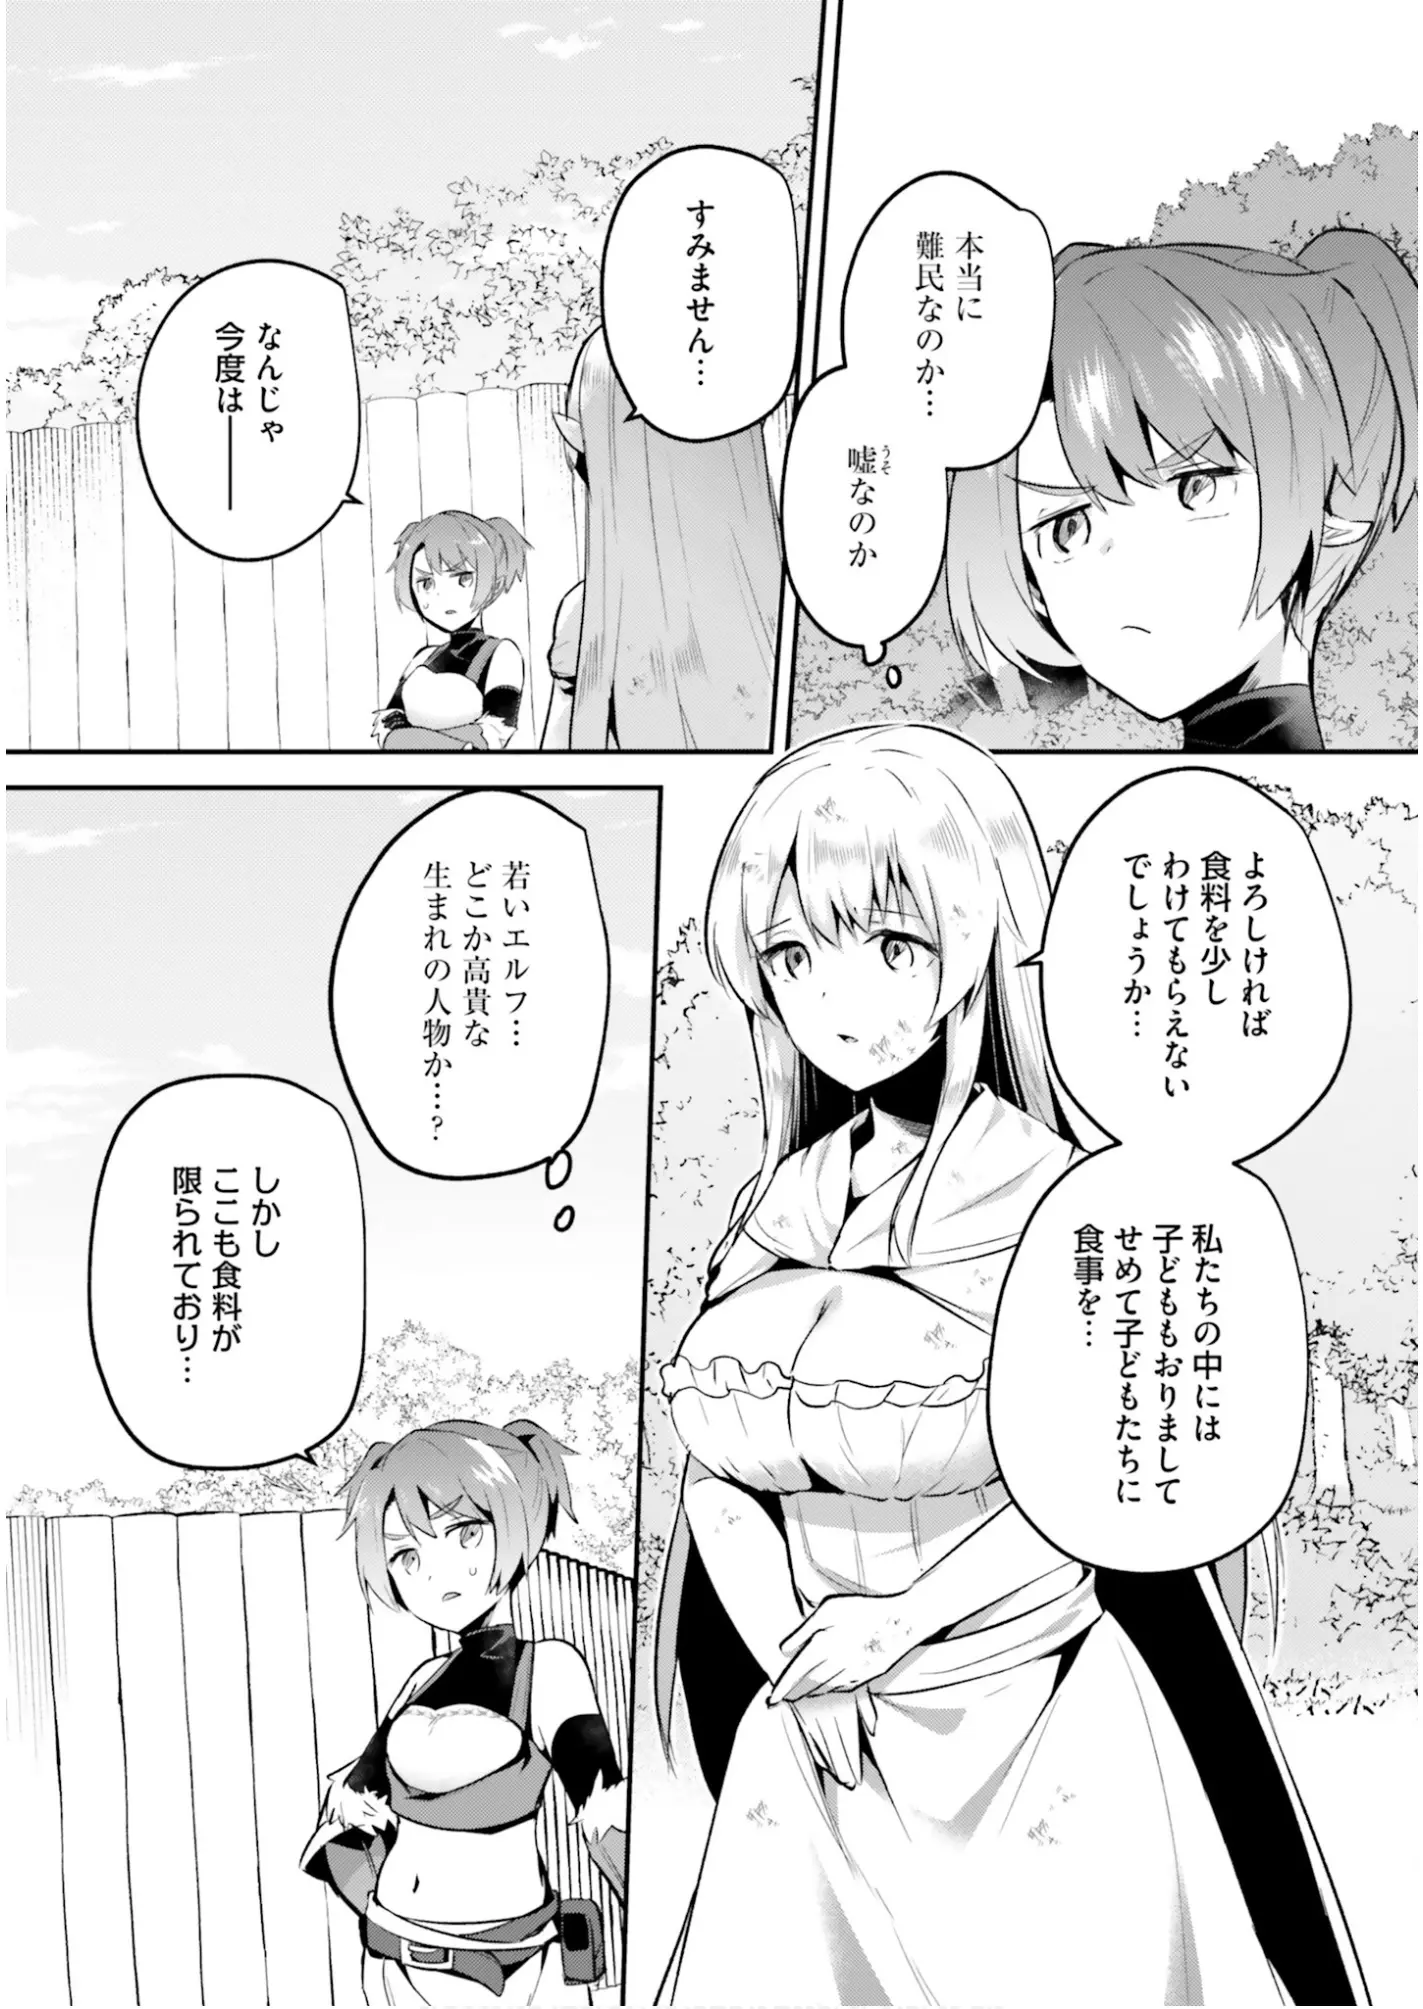 本当に
難民なのか…
嘘なのか
うそ
すみません…
なんじゃ
今度は――
よろしければ
食料を少し
わけてもらえない
でしょうか…
私たちの中には
子どももおりまして
せめて子どもたちに
食事を…
若いエルフ…
どこか高貴な
生まれの人物か…?
しかし
ここも食料が
限られており…